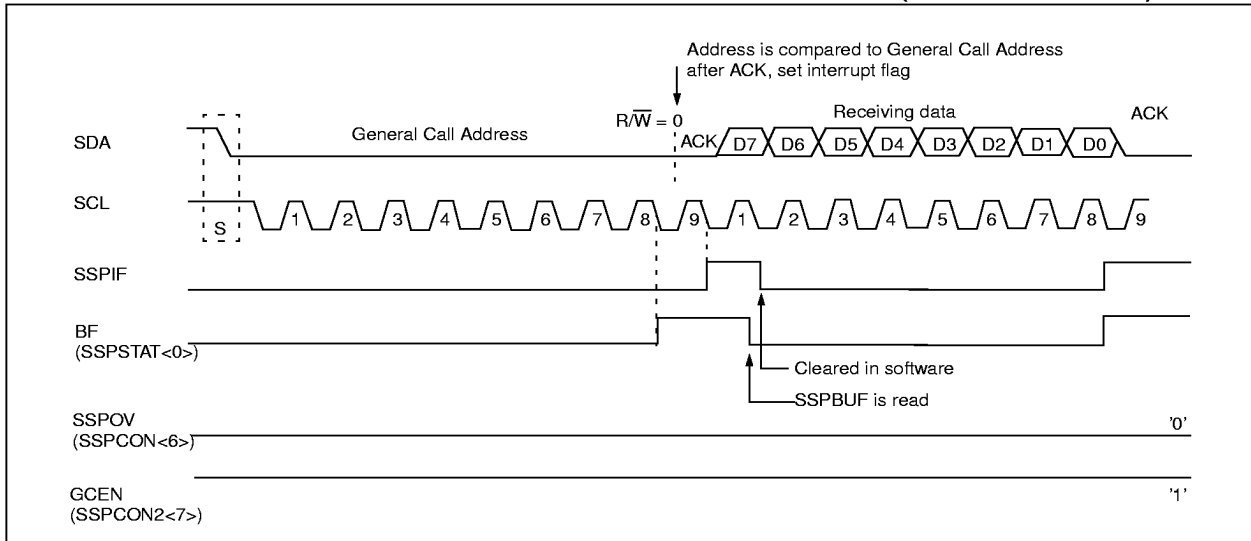 Address is compared to General Call Address
after ACK, set interrupt flag
R/W̅ = 0
Receiving data
ACK
SDA
General Call Address
ACK
D7 D6 D5 D4 D3 D2 D1 D0
SCL
S
1 2 3 4 5 6 7 8 9 1 2 3 4 5 6 7 8 9
SSPIF
BF
(SSPSTAT<0>)
Cleared in software
SSPBUF is read
SSPOV
(SSPCON<6>)
'0'
GCEN
(SSPCON2<7>)
'1'